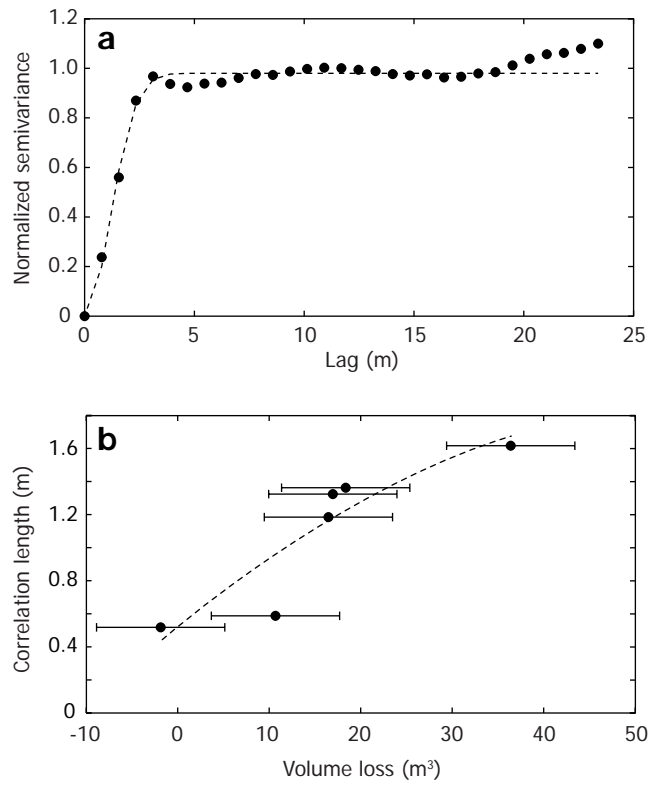 1.2
a
1.0
0.8
0.6
0.4
0.2
0
Normalized semivariance
0 5 10 15 20 25
Lag (m)
b
1.6
1.2
0.8
0.4
0
Correlation length (m)
-10 0 10 20 30 40 50
Volume loss (m³)